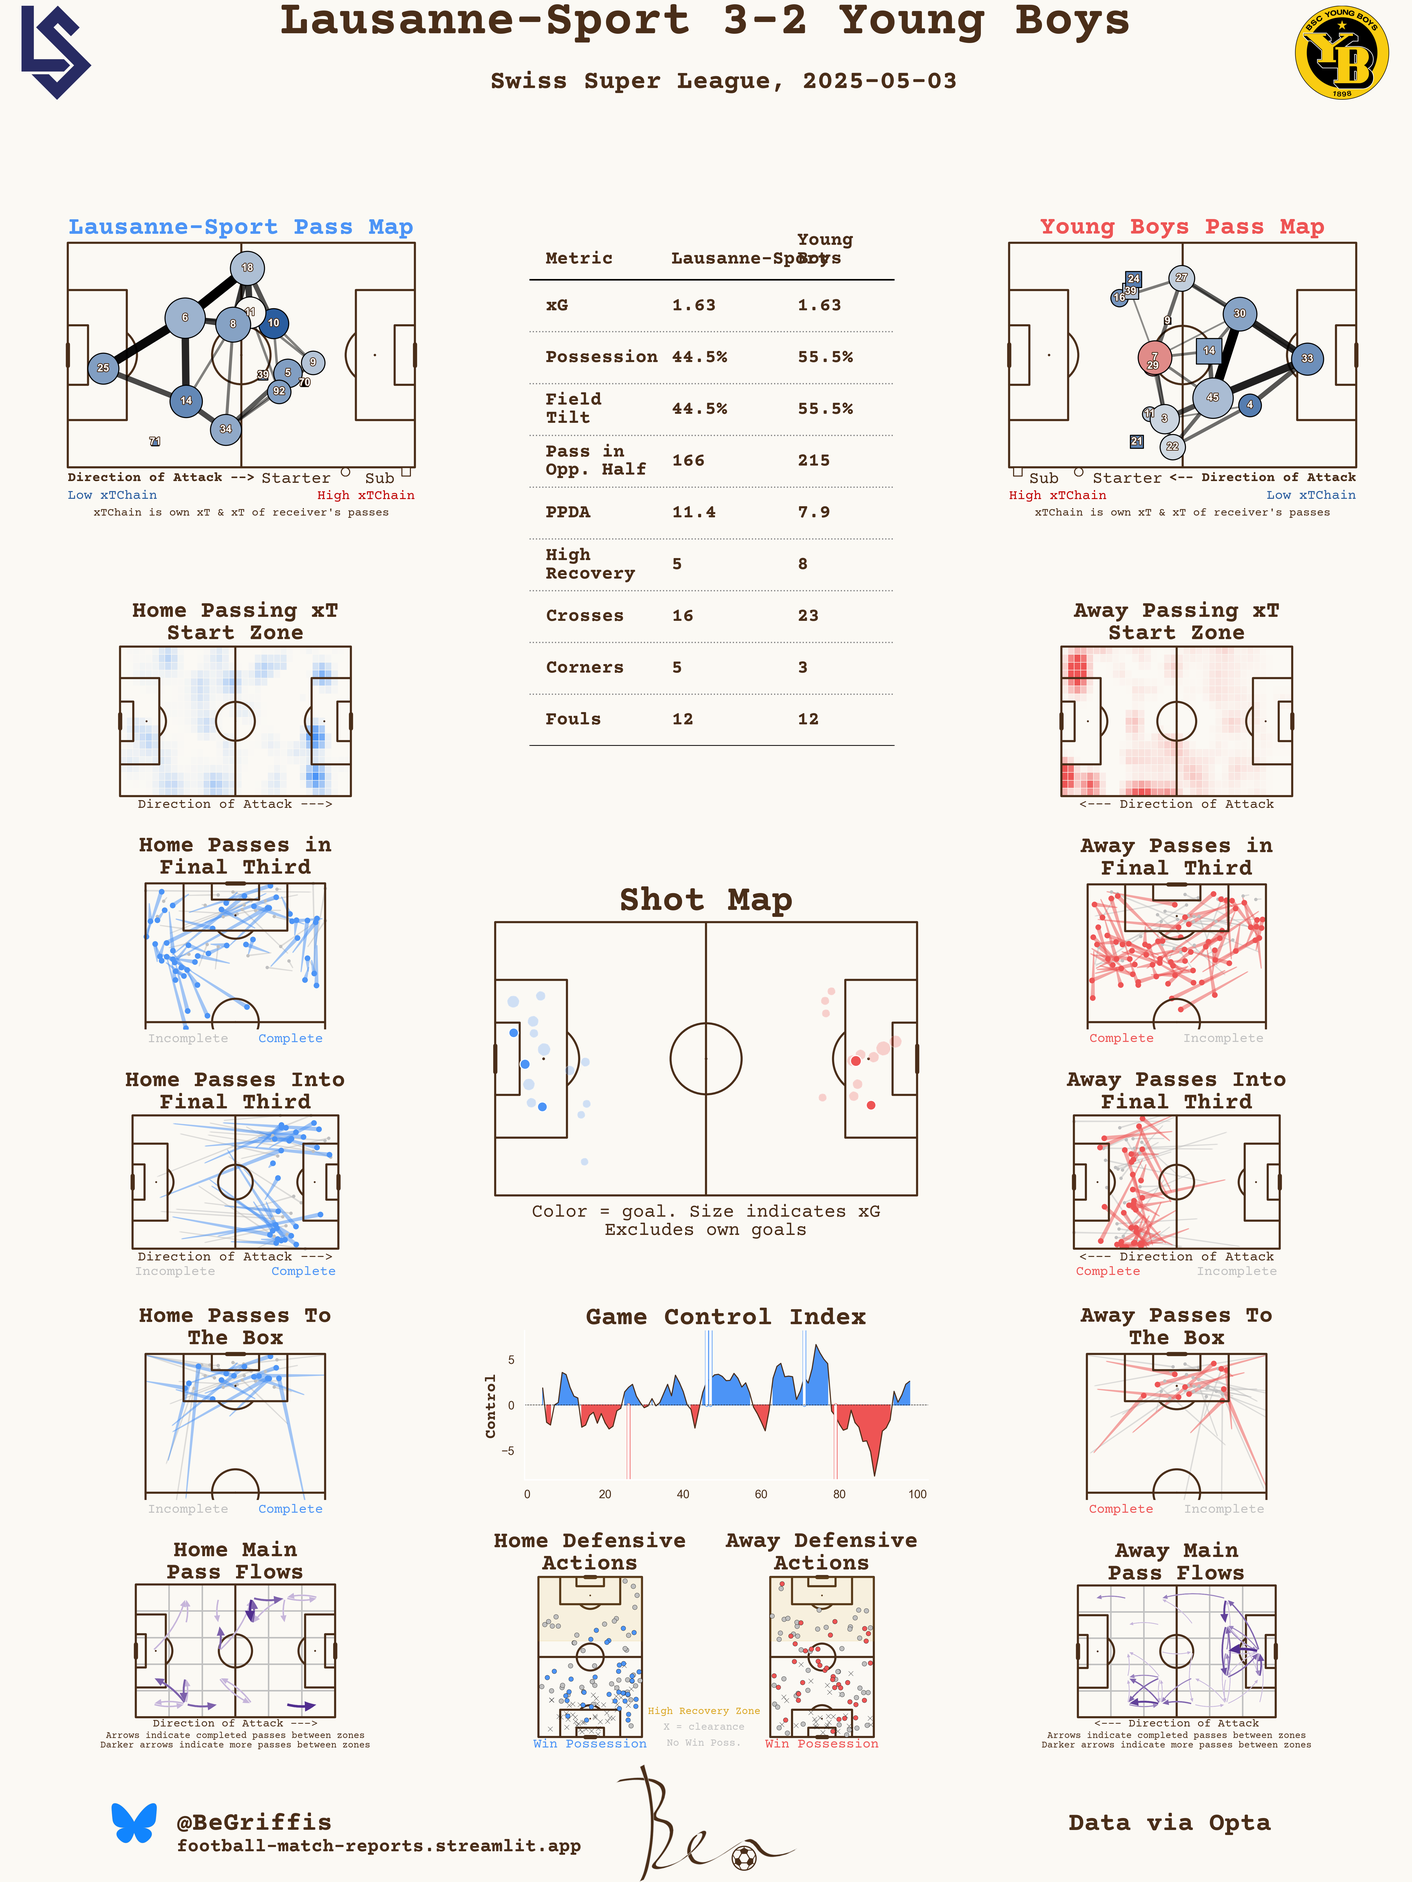 Lausanne-Sport 3-2 Young Boys
Swiss Super League, 2025-05-03
BSC YOUNG BOYS
YB
1898
Lausanne-Sport Pass Map
18
6
11
8
10
25
9
5
39
70
92
14
34
71
Direction of Attack --> Starter Sub
Low xTChain High xTChain
xTChain is own xT & xT of receiver's passes
Metric Lausanne-Sport Young Boys
xG 1.63 1.63
Possession 44.5% 55.5%
Field Tilt 44.5% 55.5%
Pass in Opp. Half 166 215
PPDA 11.4 7.9
High Recovery 5 8
Crosses 16 23
Corners 5 3
Fouls 12 12
Young Boys Pass Map
24
27
39
16
30
9
14
7
33
29
45
4
11
3
21
22
Sub Starter <-- Direction of Attack
High xTChain Low xTChain
xTChain is own xT & xT of receiver's passes
Home Passing xT
Start Zone
Direction of Attack --->
Away Passing xT
Start Zone
<--- Direction of Attack
Home Passes in
Final Third
Incomplete Complete
Away Passes in
Final Third
Complete Incomplete
Shot Map
Color = goal. Size indicates xG
Excludes own goals
Home Passes Into
Final Third
Direction of Attack --->
Incomplete Complete
Away Passes Into
Final Third
<--- Direction of Attack
Complete Incomplete
Home Passes To
The Box
Incomplete Complete
Game Control Index
Control
5
0
−5
0 20 40 60 80 100
Away Passes To
The Box
Complete Incomplete
Home Main
Pass Flows
Direction of Attack --->
Arrows indicate completed passes between zones
Darker arrows indicate more passes between zones
Home Defensive
Actions
Win Possession
High Recovery Zone
X = clearance
No Win Poss.
Away Defensive
Actions
Win Possession
Away Main
Pass Flows
<--- Direction of Attack
Arrows indicate completed passes between zones
Darker arrows indicate more passes between zones
@BeGriffis
football-match-reports.streamlit.app
Ben
Data via Opta